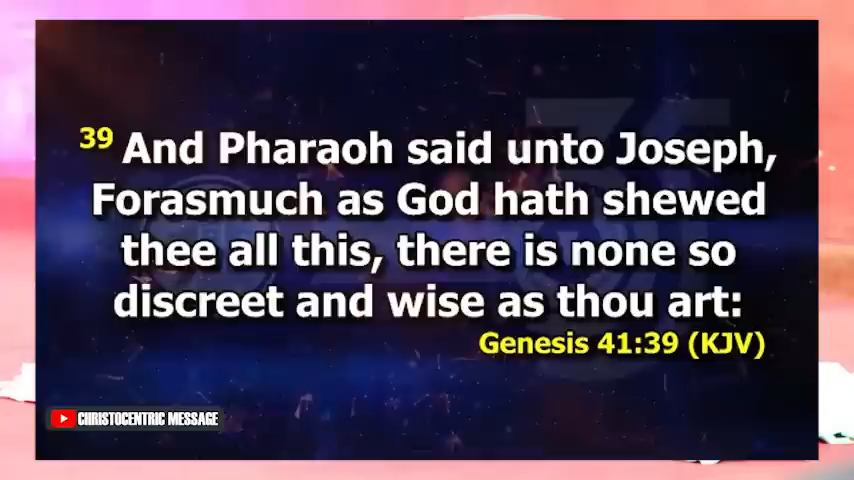 39 And Pharaoh said unto Joseph,
Forasmuch as God hath shewed
thee all this, there is none so
discreet and wise as thou art:
Genesis 41:39 (KJV)
CHRISTOCENTRIC MESSAGE